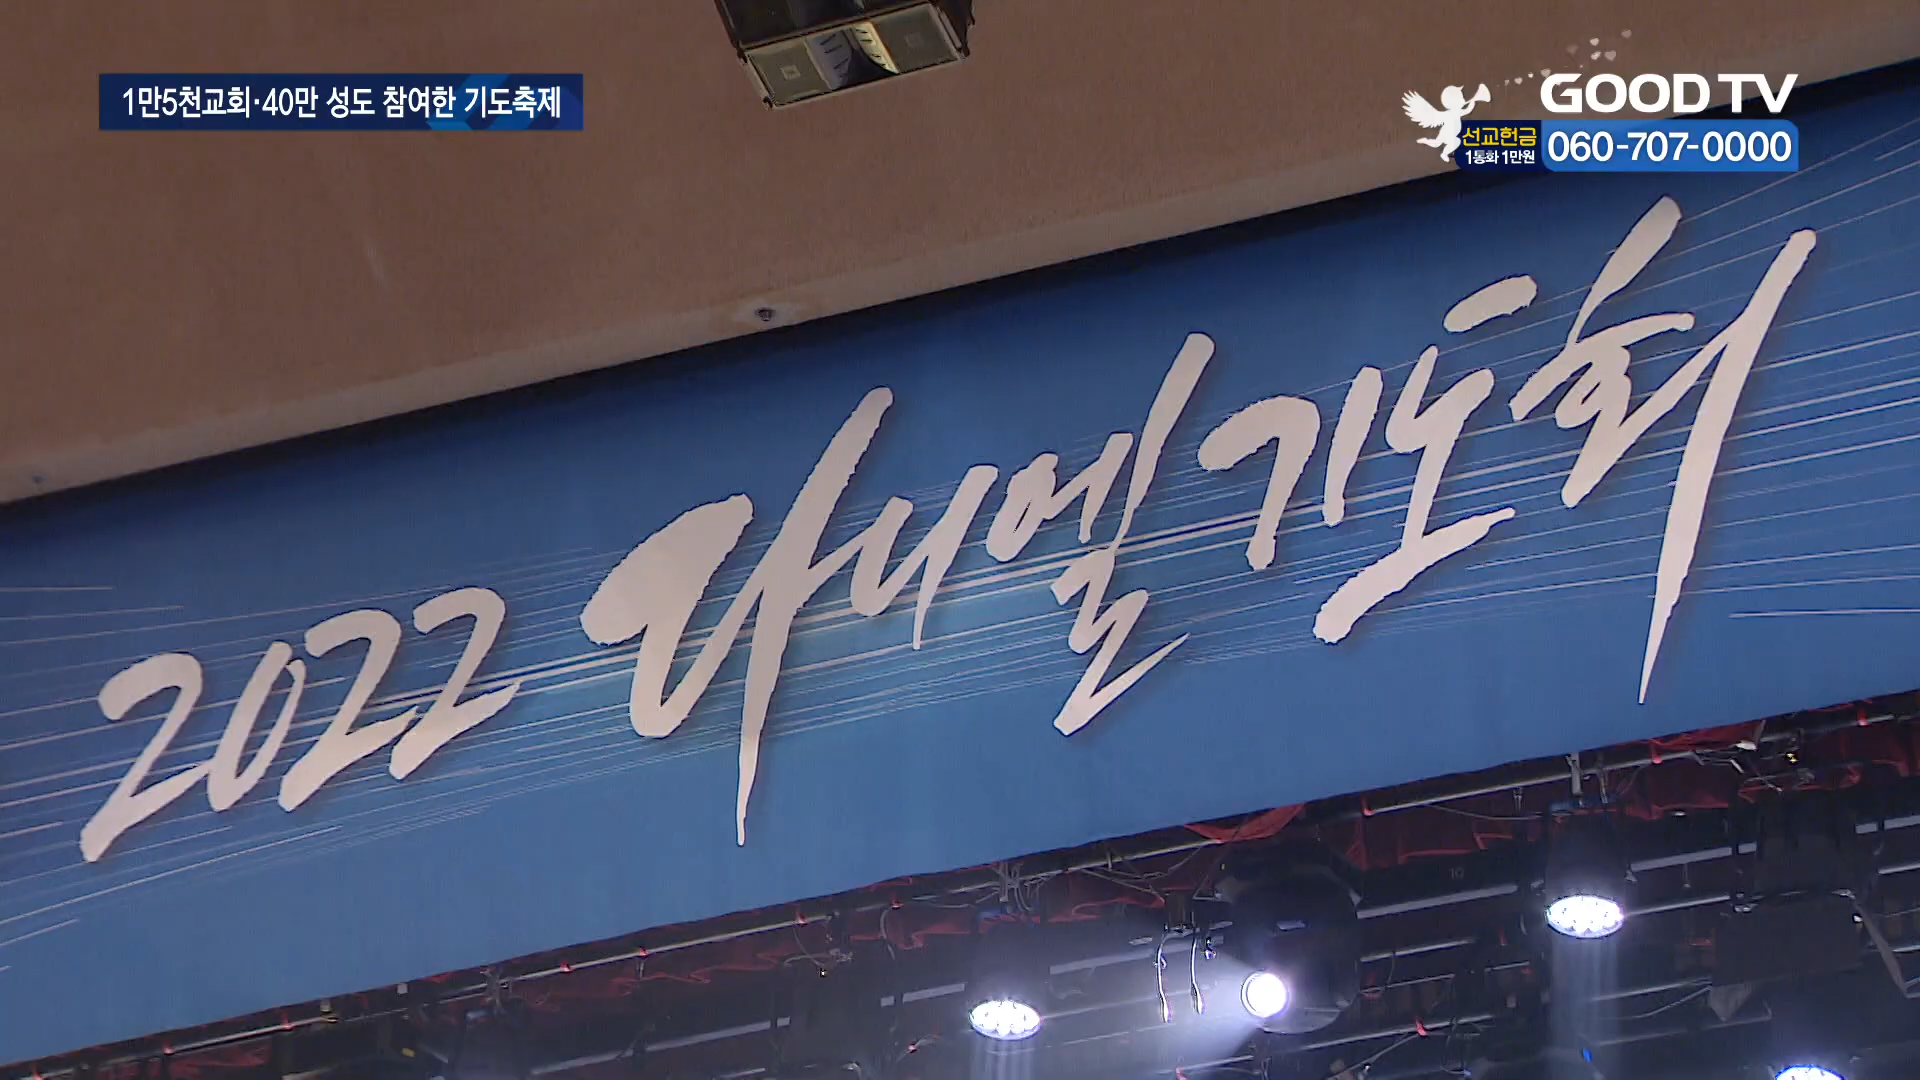 1만5천교회·40만 성도 참여한 기도축제
GOOD TV
선교헌금
1통화 1만원
060-707-0000
2022 다니엘기도회